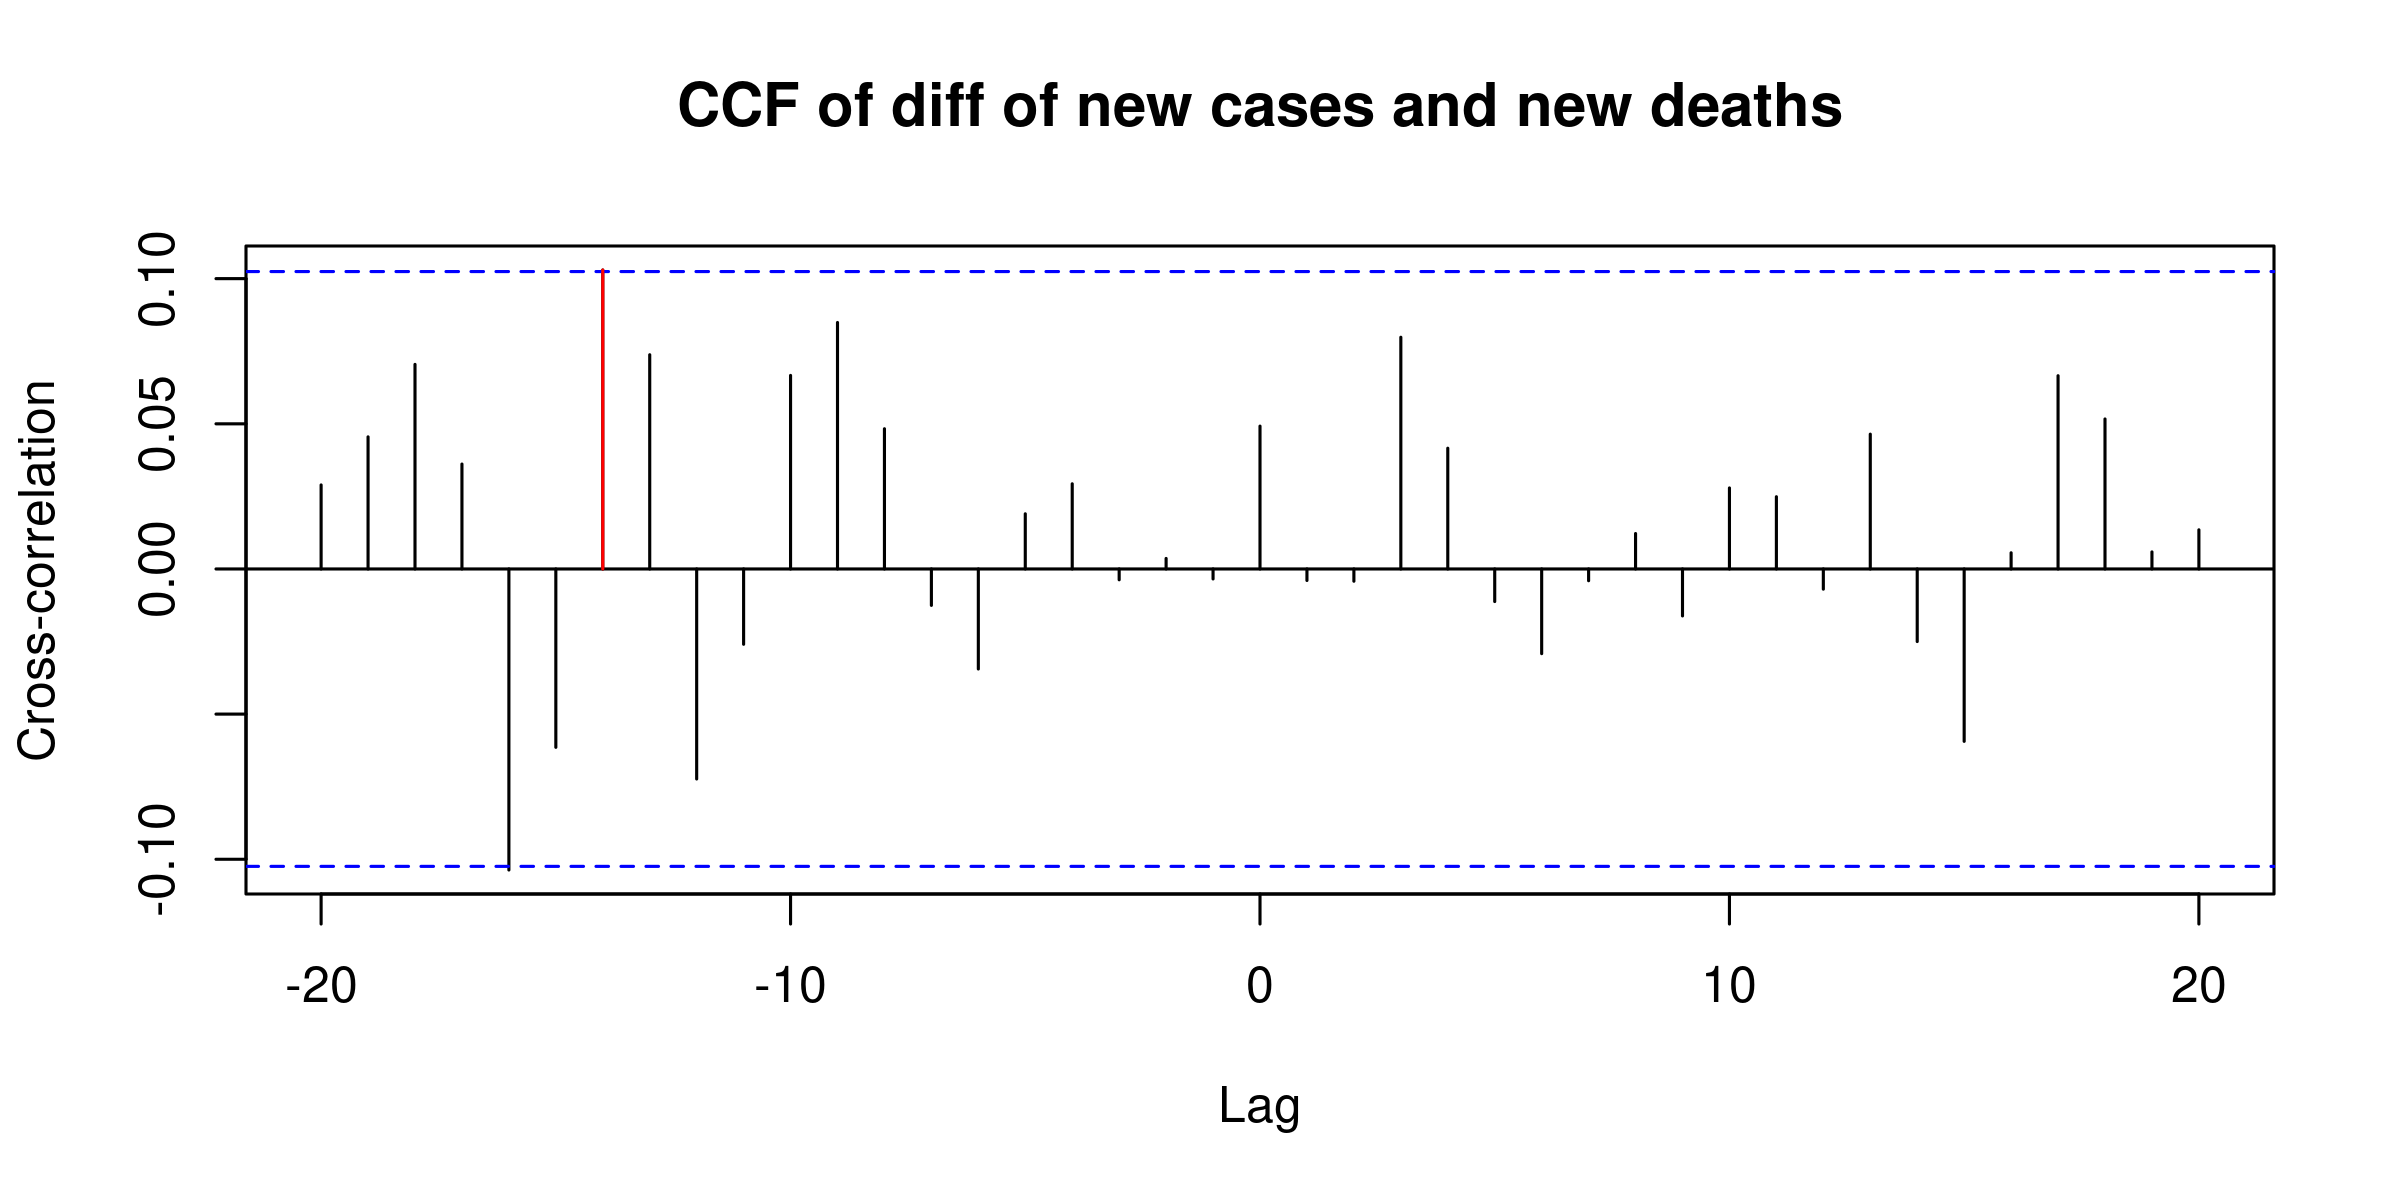 CCF of diff of new cases and new deaths
Cross-correlation
0.10
0.05
0.00
-0.10
-20 -10 0 10 20
Lag